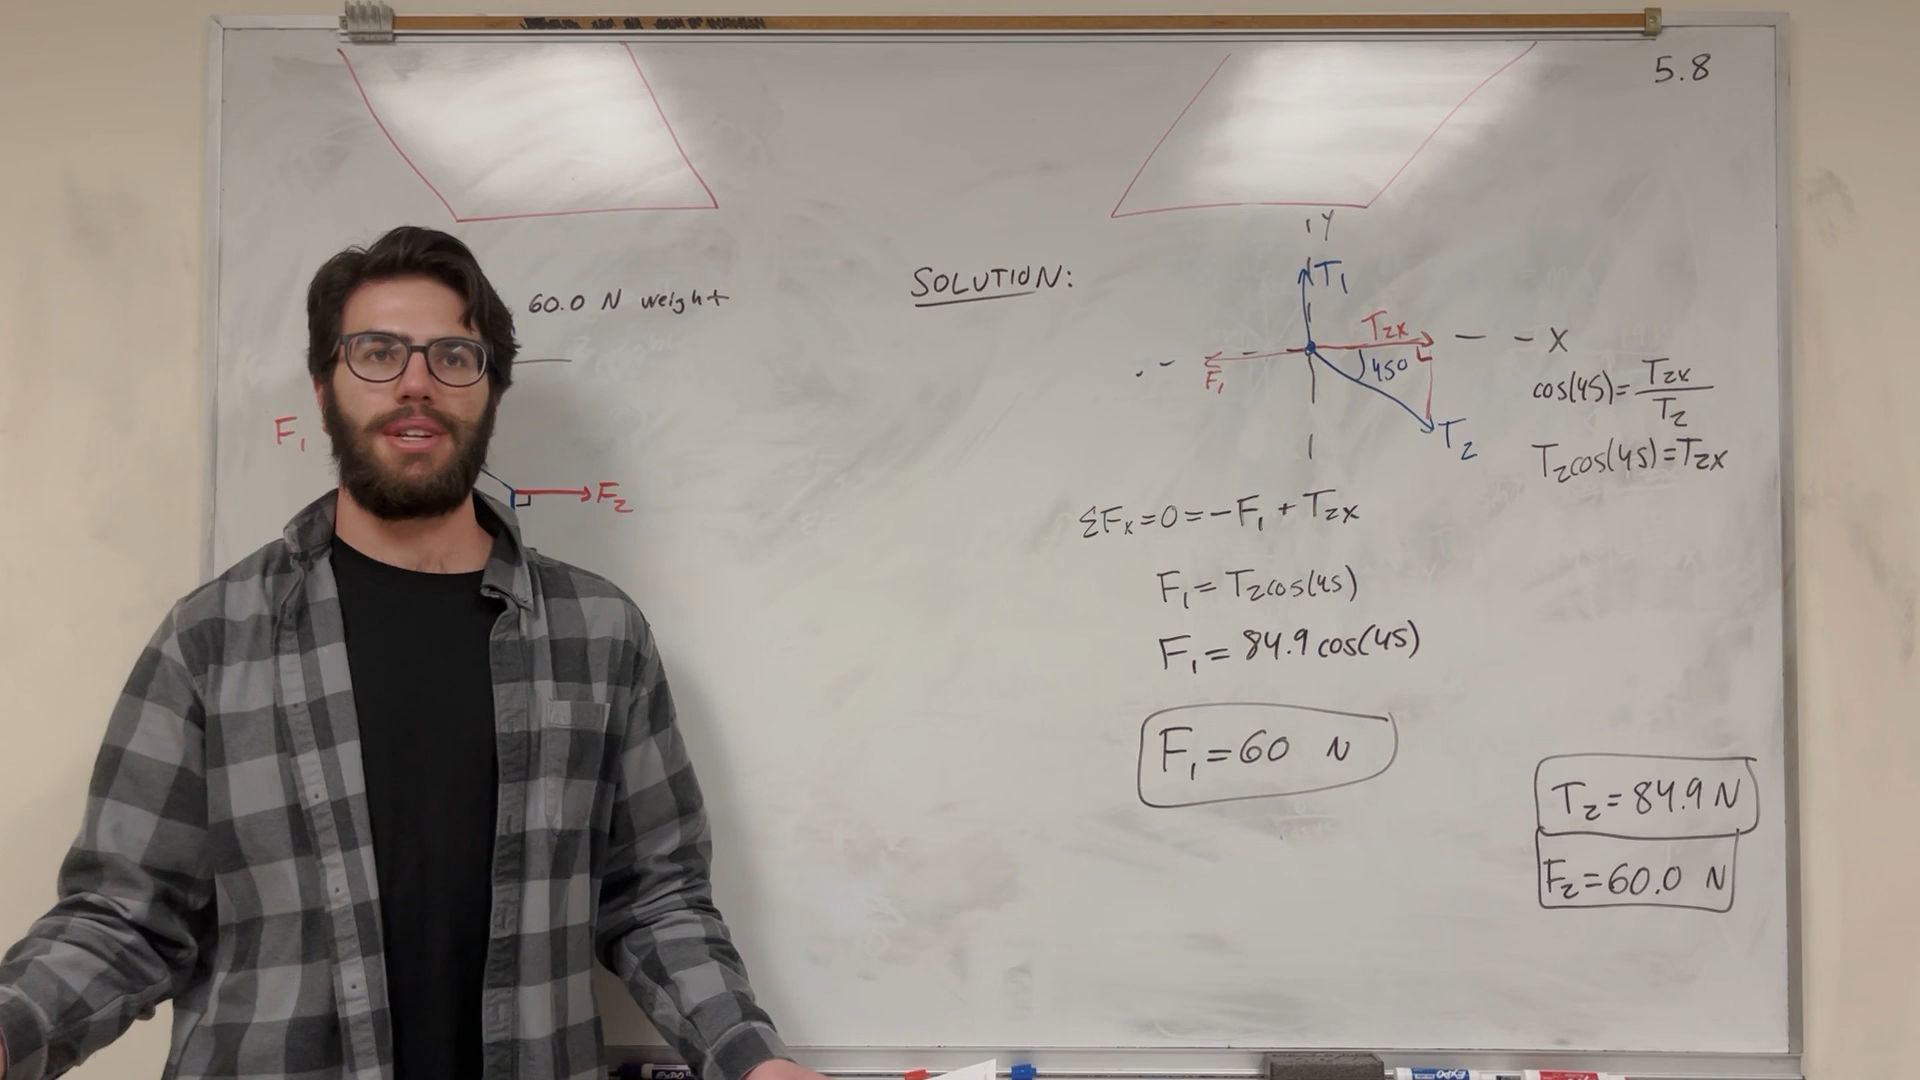 5.8
60.0 N weight
F1
F2
SOLUTION:
Y
T1
T2x
X
F1
45°
T2
cos(45)=T2x/T2
T2cos(45)=T2x
ΣFx=0=-F1+T2x
F1=T2cos(45)
F1=84.9cos(45)
F1=60 N
T2=84.9 N
F2=60.0 N
EXPO
EXPO